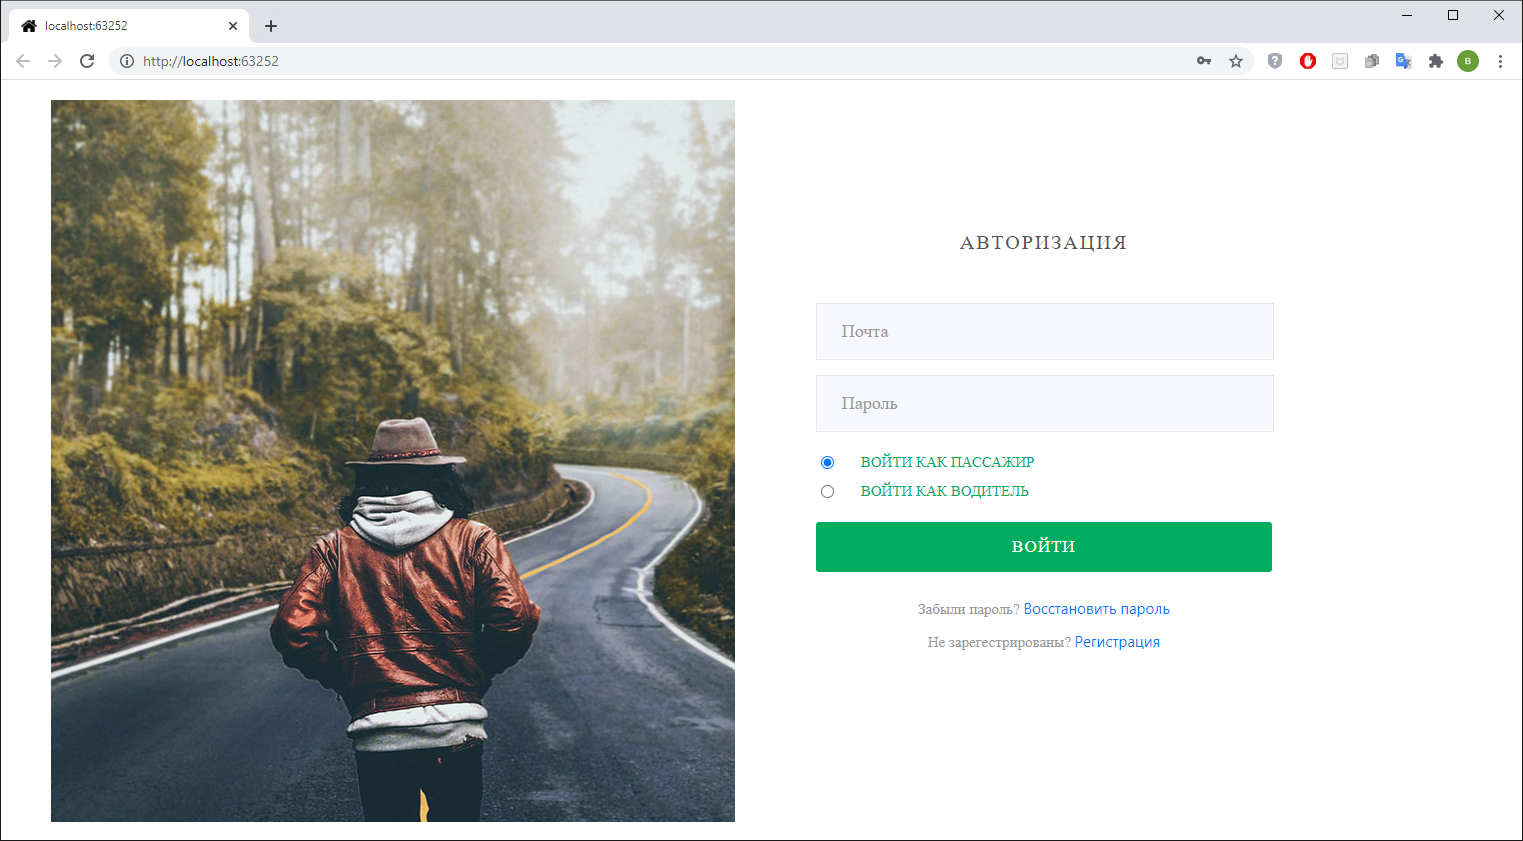 localhost:63252
http://localhost:63252
B
АВТОРИЗАЦИЯ
Почта
Пароль
ВОЙТИ КАК ПАССАЖИР
ВОЙТИ КАК ВОДИТЕЛЬ
ВОЙТИ
Забыли пароль? Восстановить пароль
Не зарегестрированы? Регистрация